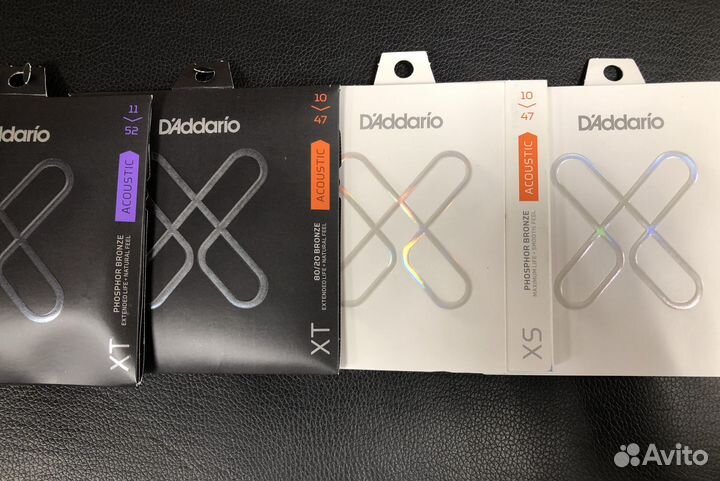 D'Addario
11
52
ACOUSTIC
PHOSPHOR BRONZE
EXTENDED LIFE • NATURAL FEEL
XT
D'Addario
10
47
ACOUSTIC
80/20 BRONZE
EXTENDED LIFE • NATURAL FEEL
XT
D'Addario
10
47
ACOUSTIC
PHOSPHOR BRONZE
MAXIMUM LIFE • SMOOTH FEEL
XS
D'Addario
Avito